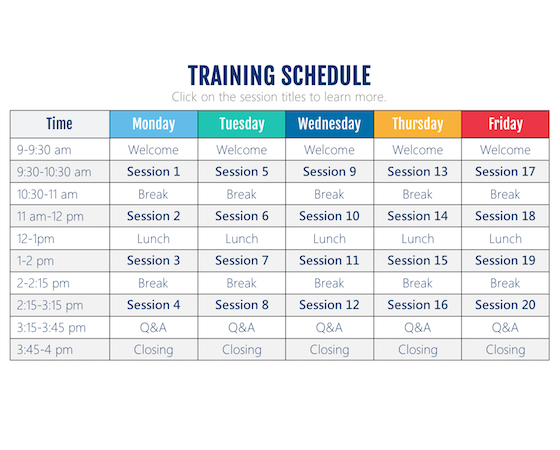 TRAINING SCHEDULE
Click on the session titles to learn more.
Time Monday Tuesday Wednesday Thursday Friday
9-9:30 am Welcome Welcome Welcome Welcome Welcome
9:30-10:30 am Session 1 Session 5 Session 9 Session 13 Session 17
10:30-11 am Break Break Break Break Break
11 am-12 pm Session 2 Session 6 Session 10 Session 14 Session 18
12-1pm Lunch Lunch Lunch Lunch Lunch
1-2 pm Session 3 Session 7 Session 11 Session 15 Session 19
2-2:15 pm Break Break Break Break Break
2:15-3:15 pm Session 4 Session 8 Session 12 Session 16 Session 20
3:15-3:45 pm Q&A Q&A Q&A Q&A Q&A
3:45-4 pm Closing Closing Closing Closing Closing